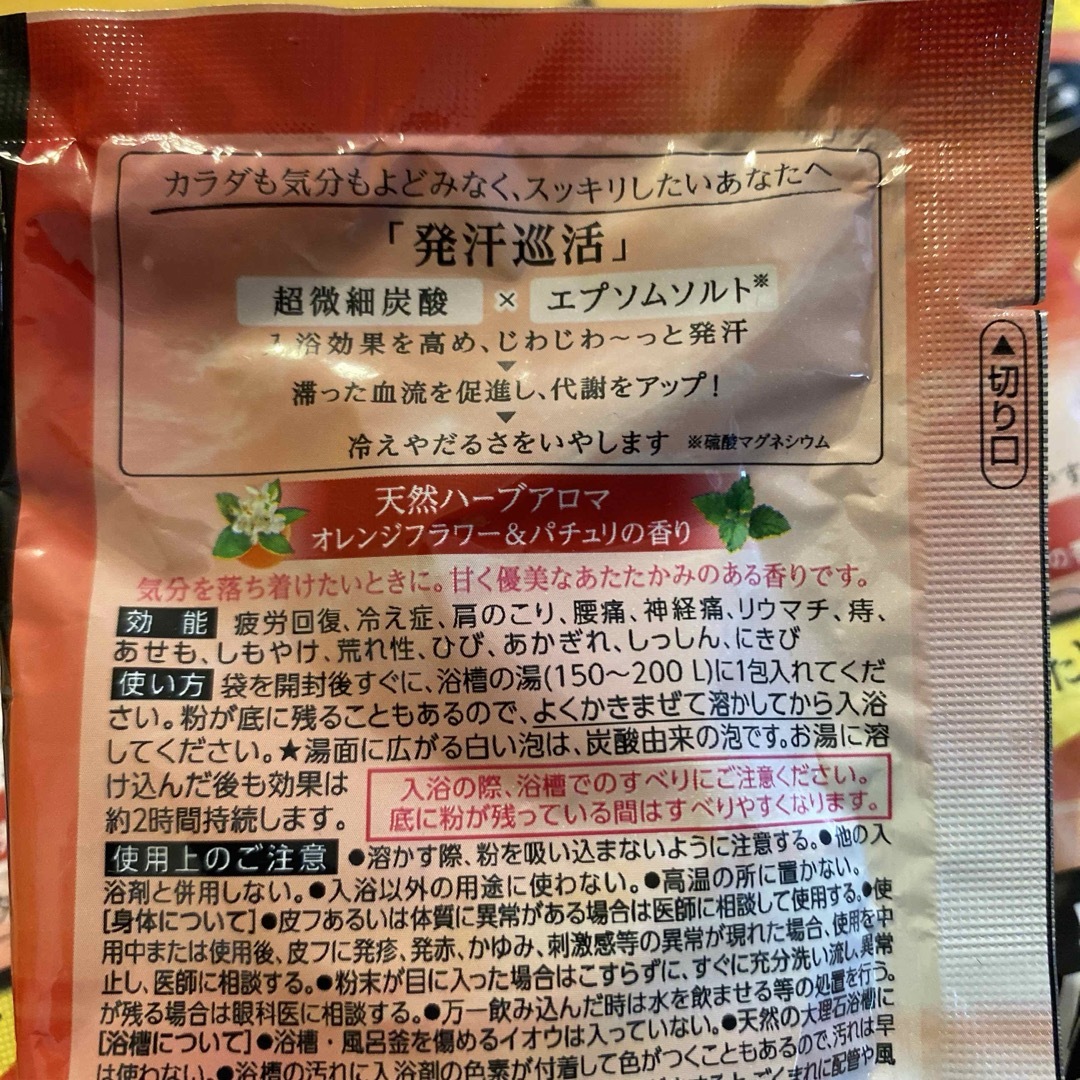 カラダも気分もよどみなく、スッキリしたいあなたへ
「発汗巡活」
超微細炭酸 × エプソムソルト※
入浴効果を高め、じわじわ～っと発汗
▼
滞った血流を促進し、代謝をアップ！
▼
冷えやだるさをいやします ※硫酸マグネシウム
▲切り口
天然ハーブアロマ
オレンジフラワー＆パチュリの香り
気分を落ち着けたいときに。甘く優美なあたたかみのある香りです。
効能 疲労回復、冷え症、肩のこり、腰痛、神経痛、リウマチ、痔、
あせも、しもやけ、荒れ性、ひび、あかぎれ、しっしん、にきび
使い方 袋を開封後すぐに、浴槽の湯(150～200 L)に1包入れてくだ
さい。粉が底に残ることもあるので、よくかきまぜて溶かしてから入浴
してください。★湯面に広がる白い泡は、炭酸由来の泡です。お湯に溶
け込んだ後も効果は
約2時間持続します。
入浴の際、浴槽でのすべりにご注意ください。
底に粉が残っている間はすべりやすくなります。
使用上のご注意 ●溶かす際、粉を吸い込まないように注意する。●他の入
浴剤と併用しない。●入浴以外の用途に使わない。●高温の所に置かない。
[身体について]●皮フあるいは体質に異常がある場合は医師に相談して使用する。●使
用中または使用後、皮フに発疹、発赤、かゆみ、刺激感等の異常が現れた場合、使用を中
止し、医師に相談する。●粉末が目に入った場合はこすらずに、すぐに充分洗い流し、異常
が残る場合は眼科医に相談する。●万一飲み込んだ時は水を飲ませる等の処置を行う。
[浴槽について]●浴槽・風呂釜を傷めるイオウは入っていない。●天然の大理石浴槽に
は使わない。●浴槽の汚れに入浴剤の色素が付着して色がつくこともあるので、汚れは早
ごくまれに配管や風